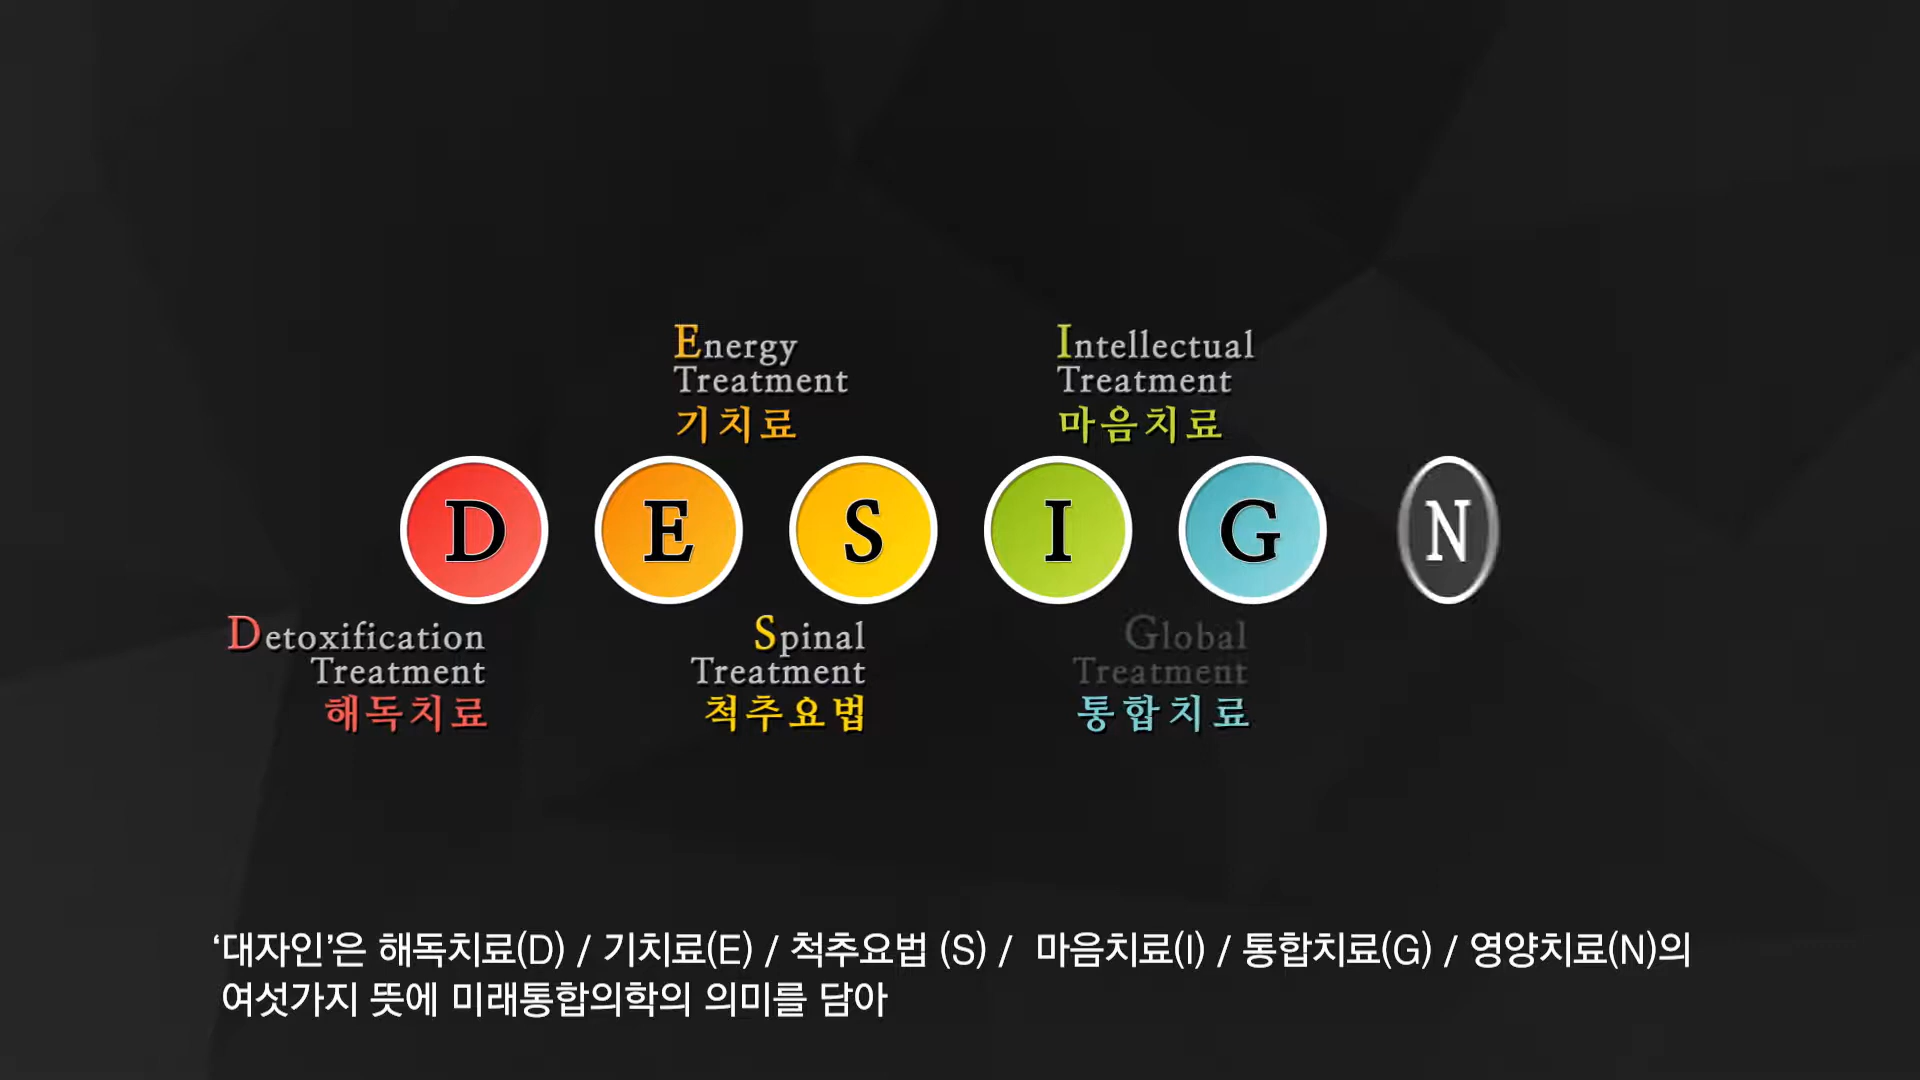 Energy
Treatment
기치료
Intellectual
Treatment
마음치료
D E S I G N
Detoxification
Treatment
해독치료
Spinal
Treatment
척추요법
Global
Treatment
통합치료
‘대자인’은 해독치료(D) / 기치료(E) / 척추요법 (S) / 마음치료(I) / 통합치료(G) / 영양치료(N)의
여섯가지 뜻에 미래통합의학의 의미를 담아